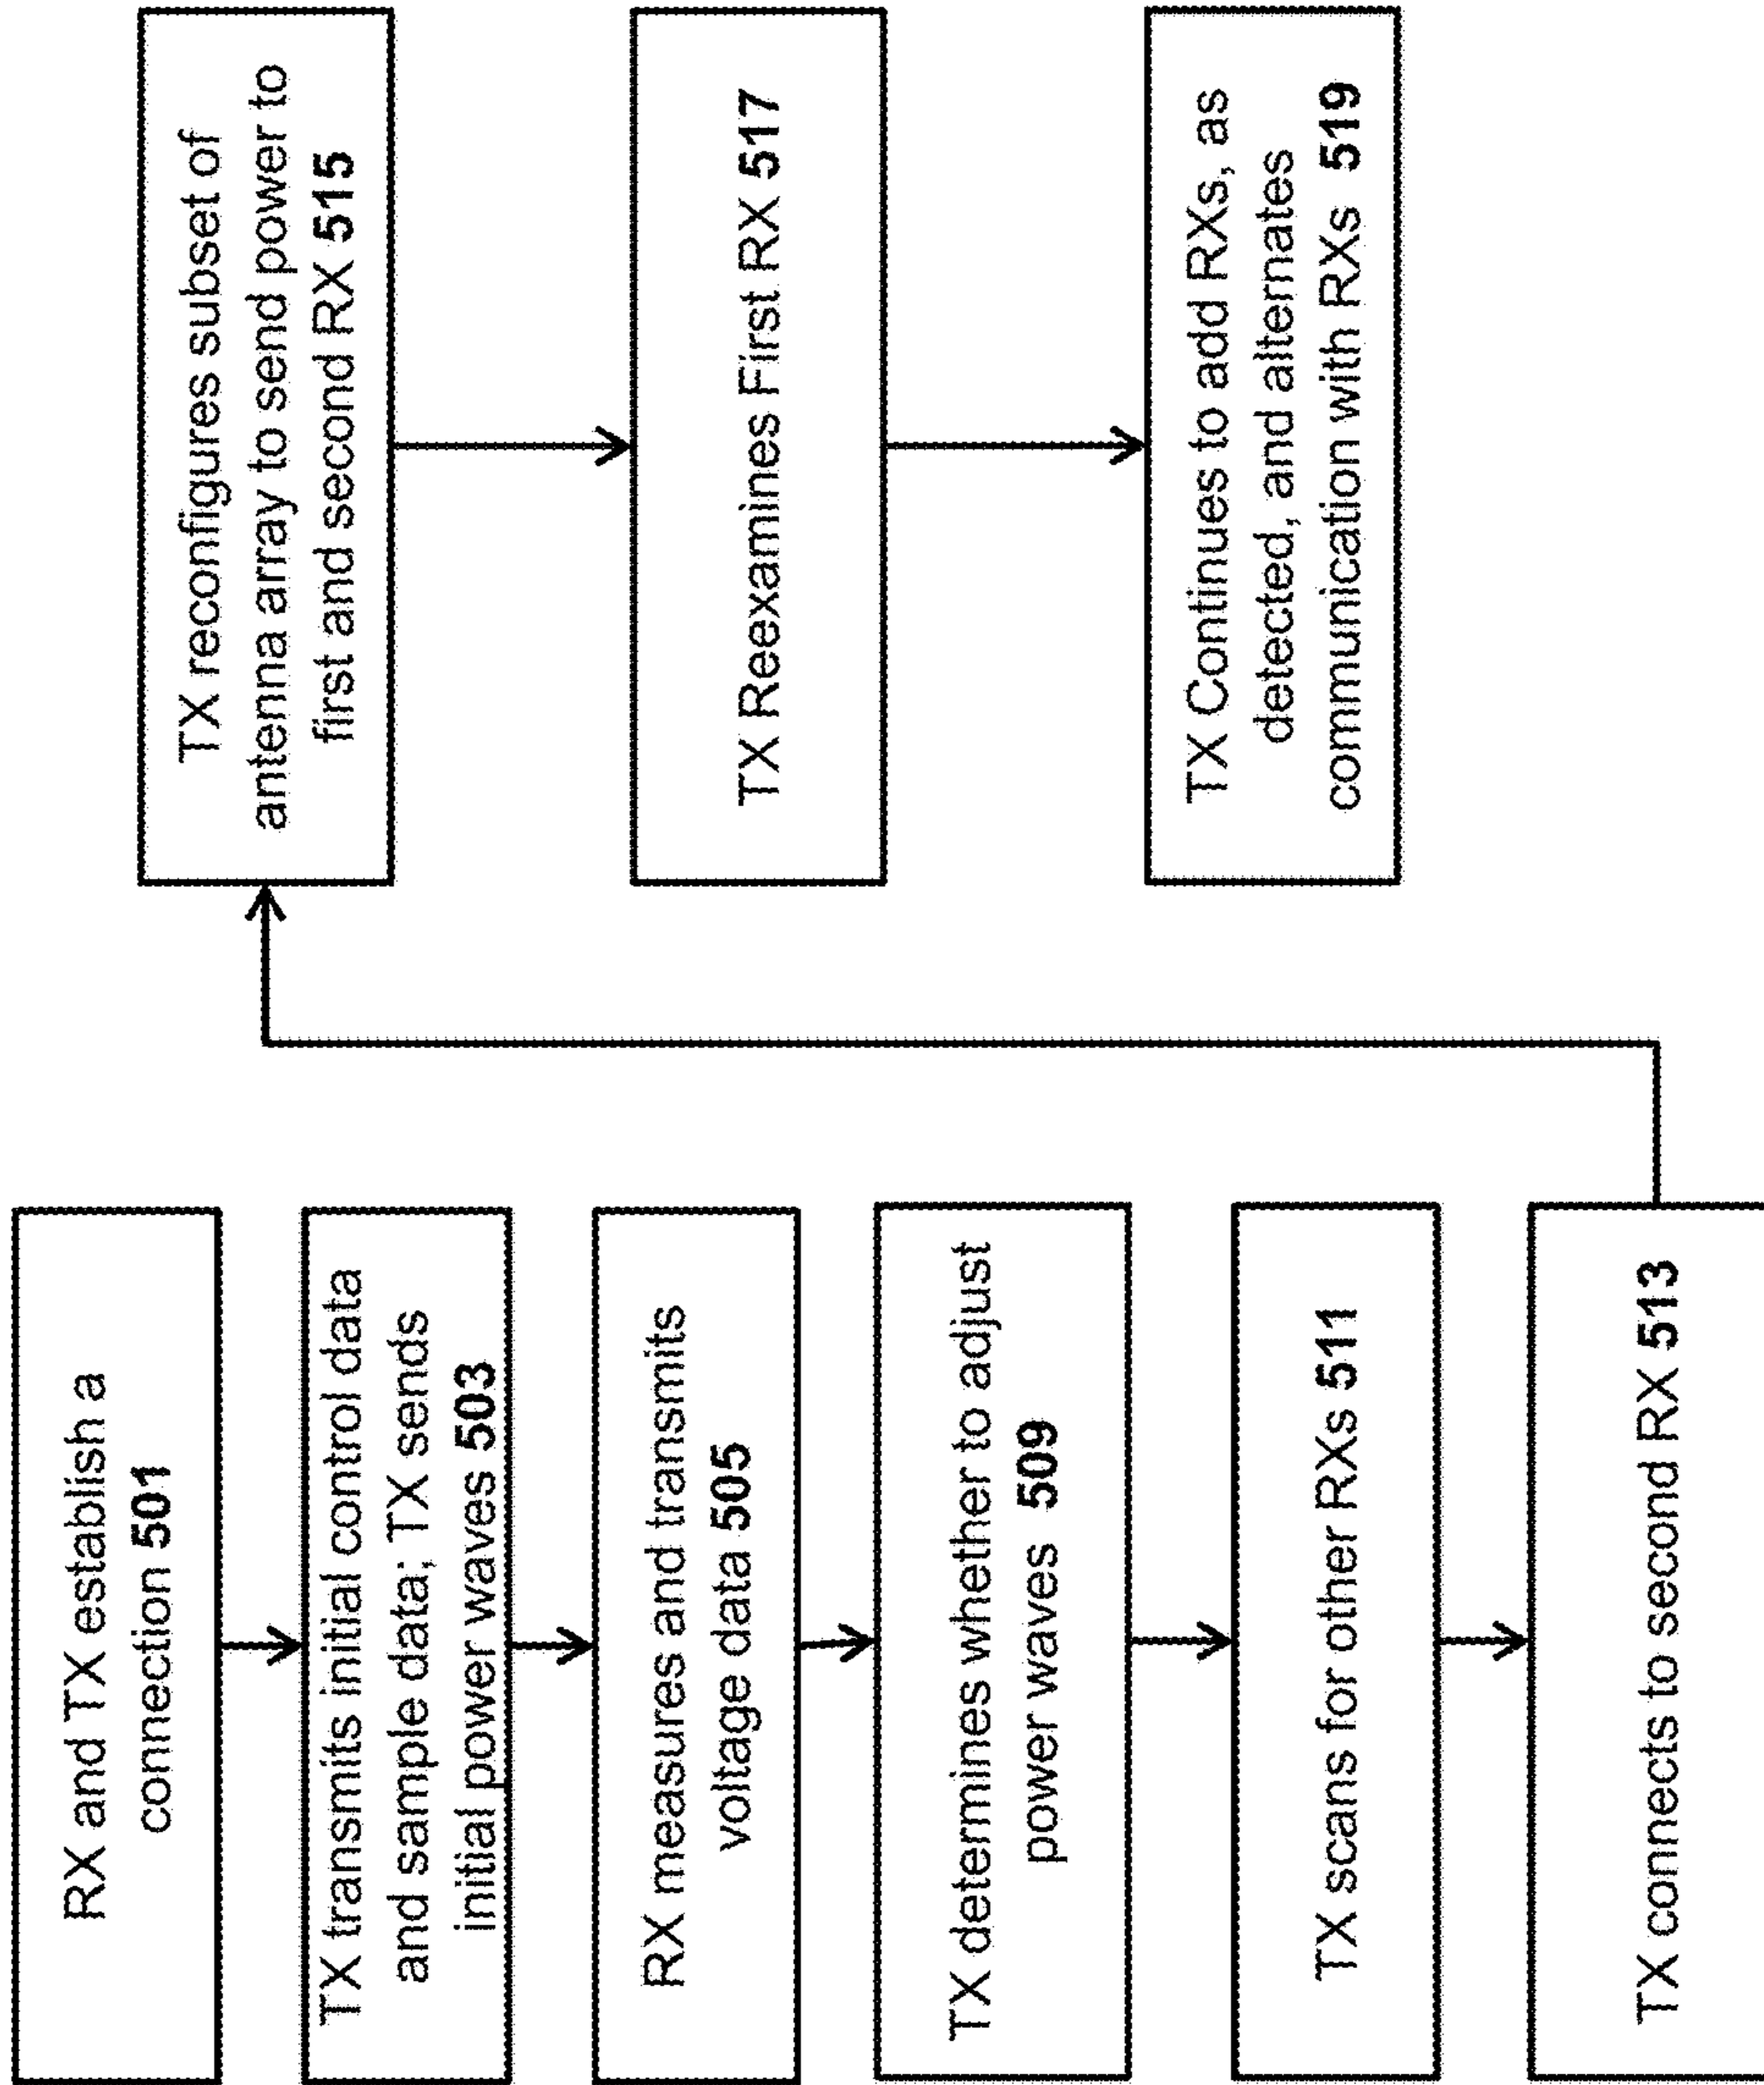 RX and TX establish a
connection 501
TX transmits initial control data
and sample data; TX sends
initial power waves 503
RX measures and transmits
voltage data 505
TX determines whether to adjust
power waves 509
TX scans for other RXs 511
TX connects to second RX 513
TX reconfigures subset of
antenna array to send power to
first and second RX 515
TX Reexamines First RX 517
TX Continues to add RXs, as
detected, and alternates
communication with RXs 519